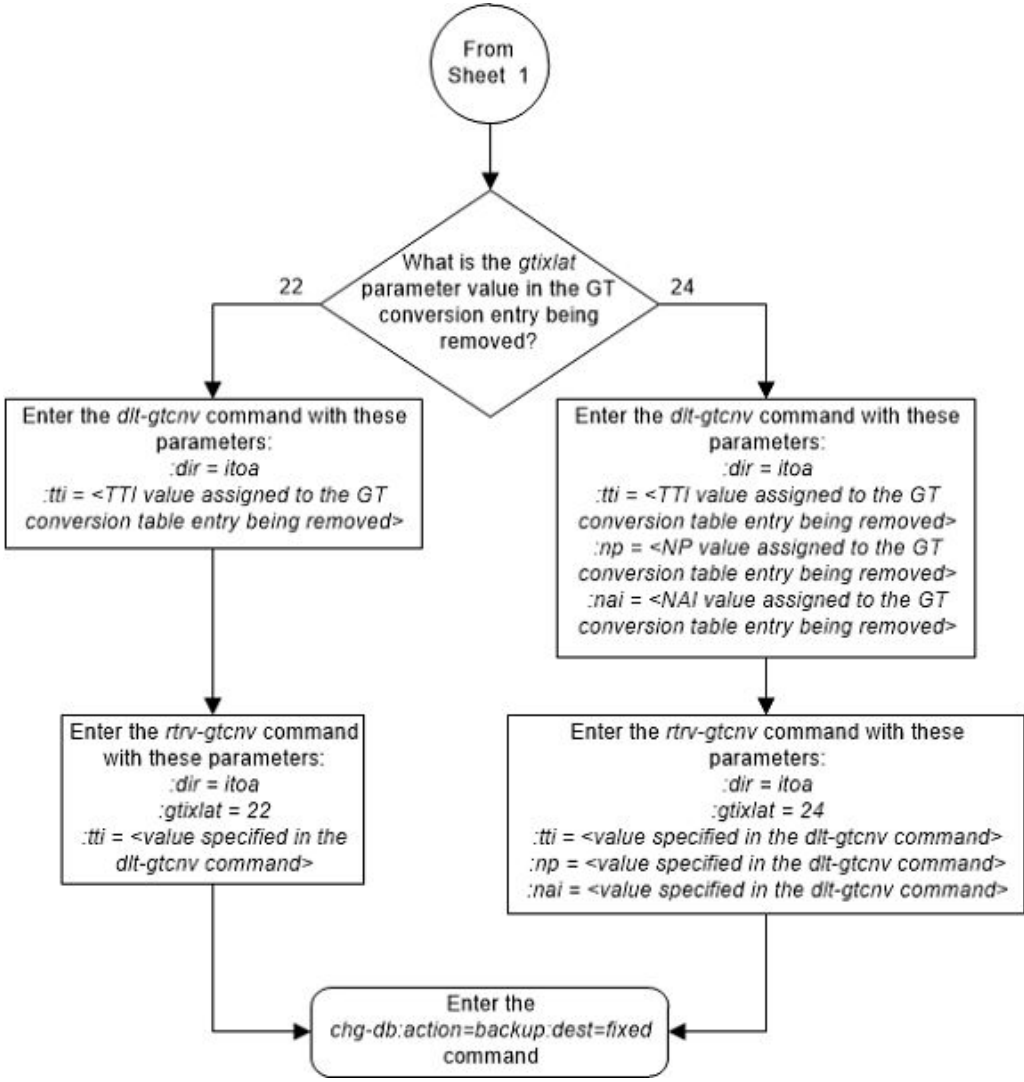 From
Sheet 1
What is the gtixlat
parameter value in the GT
conversion entry being
removed?
22
24
Enter the dlt-gtcnv command with these
parameters:
:dir = itoa
:tti = <TTI value assigned to the GT
conversion table entry being removed>
Enter the dlt-gtcnv command with these
parameters:
:dir = itoa
:tti = <TTI value assigned to the GT
conversion table entry being removed>
:np = <NP value assigned to the GT
conversion table entry being removed>
:nai = <NAI value assigned to the GT
conversion table entry being removed>
Enter the rtrv-gtcnv command
with these parameters:
:dir = itoa
:gtixlat = 22
:tti = <value specified in the
dlt-gtcnv command>
Enter the rtrv-gtcnv command with these
parameters:
:dir = itoa
:gtixlat = 24
:tti = <value specified in the dlt-gtcnv command>
:np = <value specified in the dlt-gtcnv command>
:nai = <value specified in the dlt-gtcnv command>
Enter the
chg-db:action=backup:dest=fixed
command